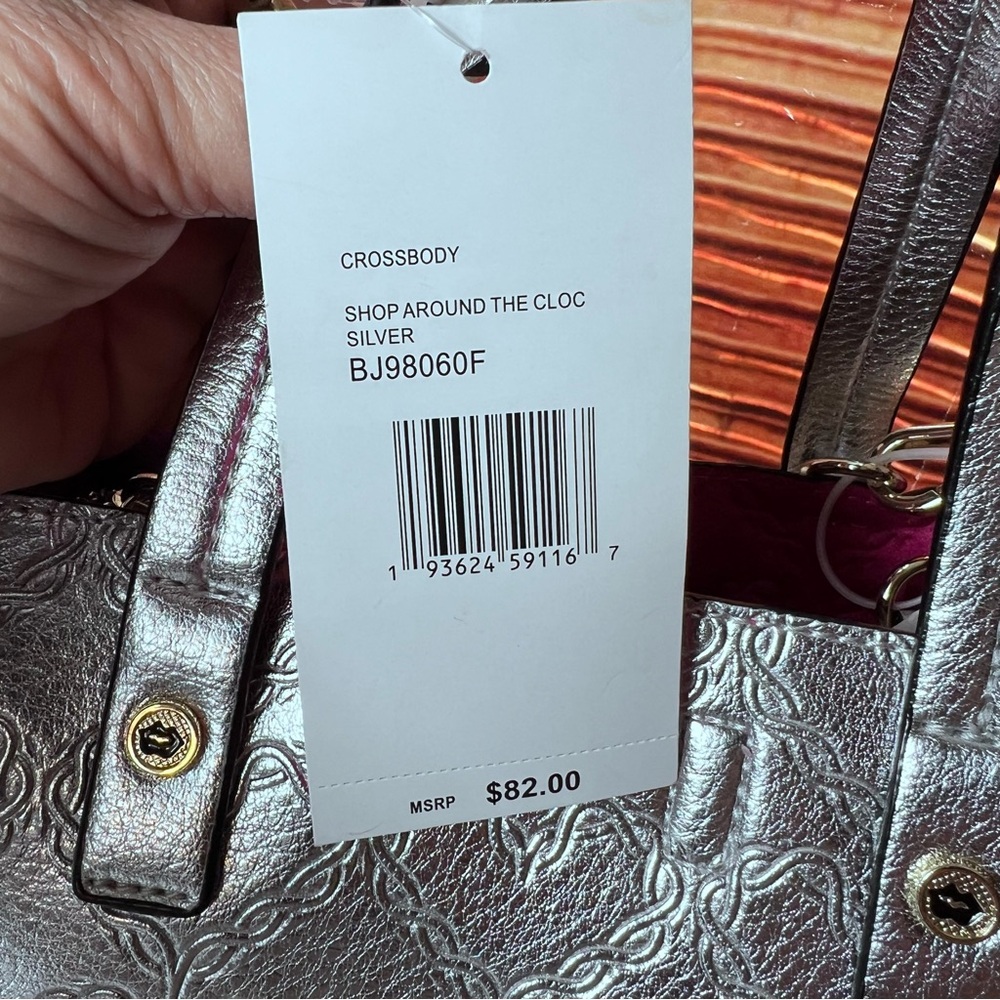 CROSSBODY
SHOP AROUND THE CLOC
SILVER
BJ98060F
1 93624 59116 7
MSRP $82.00